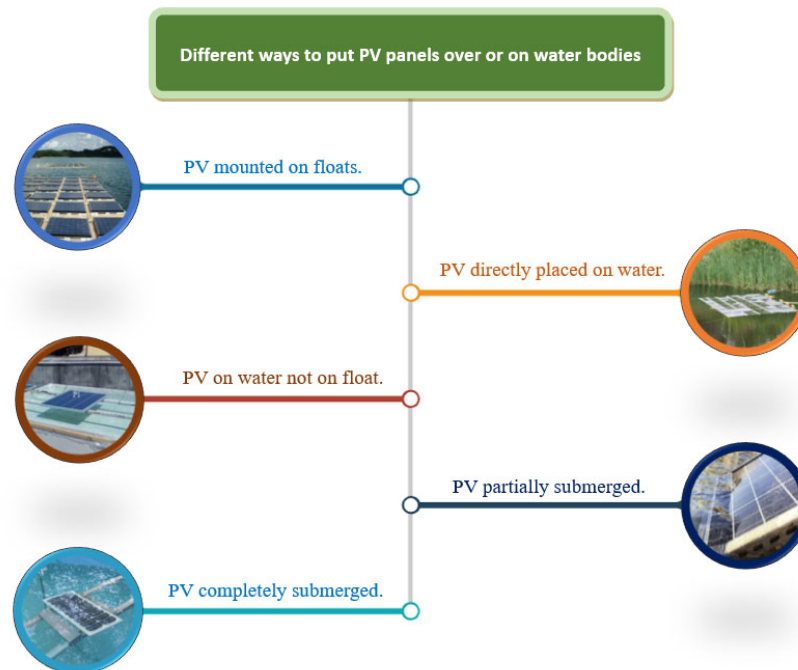 Different ways to put PV panels over or on water bodies
PV mounted on floats.
PV directly placed on water.
PV on water not on float.
PV partially submerged.
PV completely submerged.